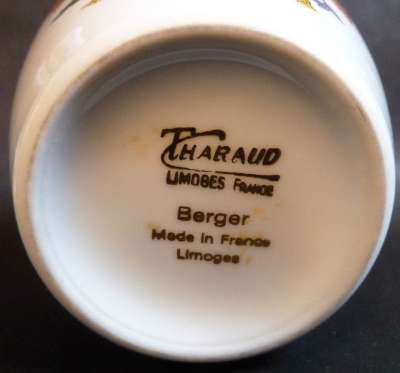 THARAUD
LIMOGES FRANCE
Berger
Made in France
Limoges